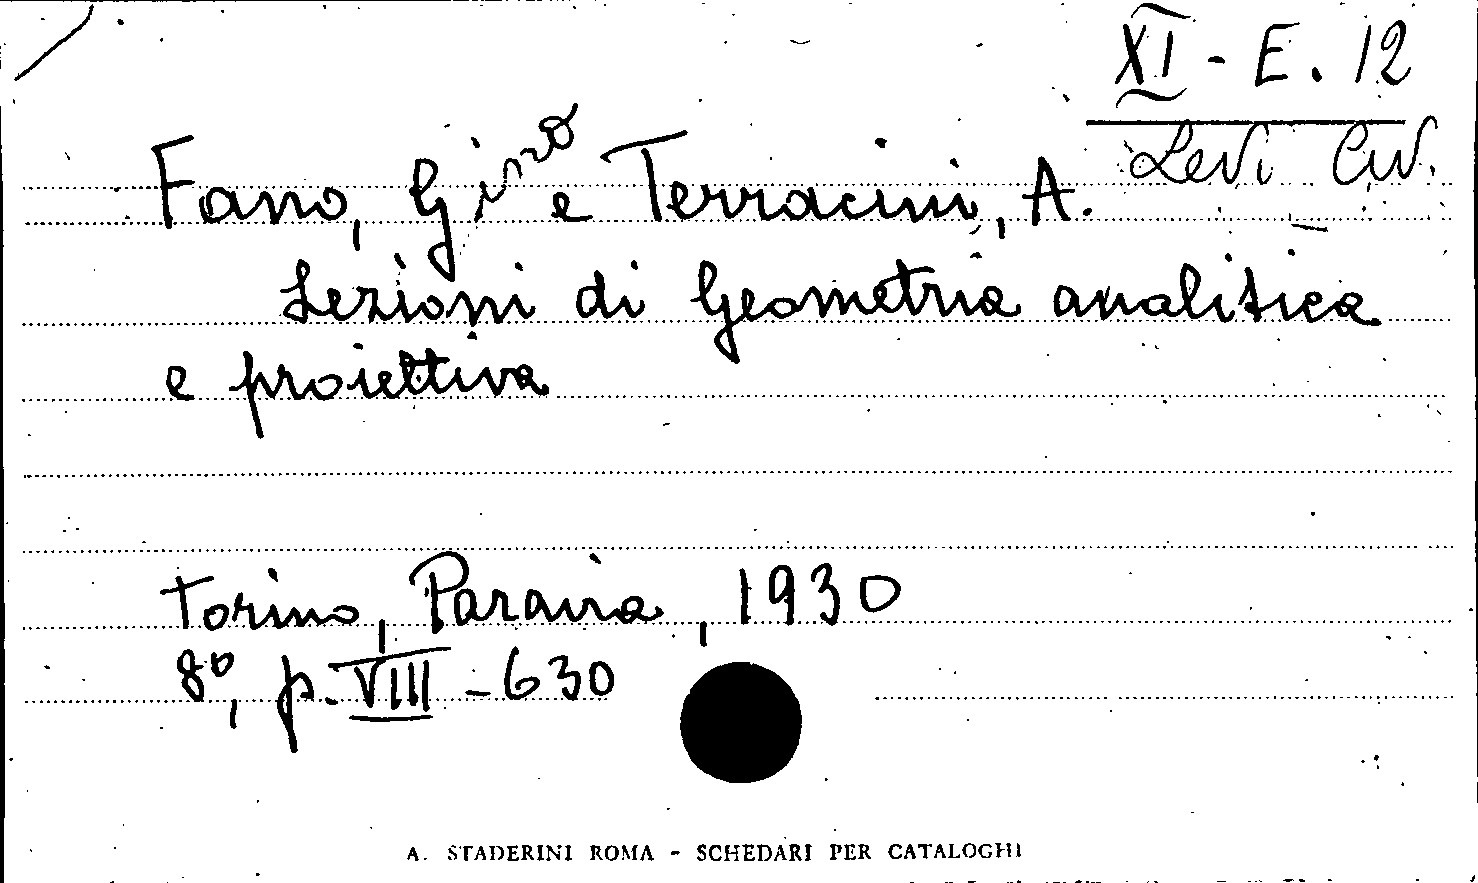 XI - E. 12
Levi Civ.
Fano, Gino e Terracini, A.
Lezioni di Geometria analitica
e proiettiva
Torino, Paravia, 1930
8º, p. VIII - 630
A. STADERINI ROMA - SCHEDARI PER CATALOGHI